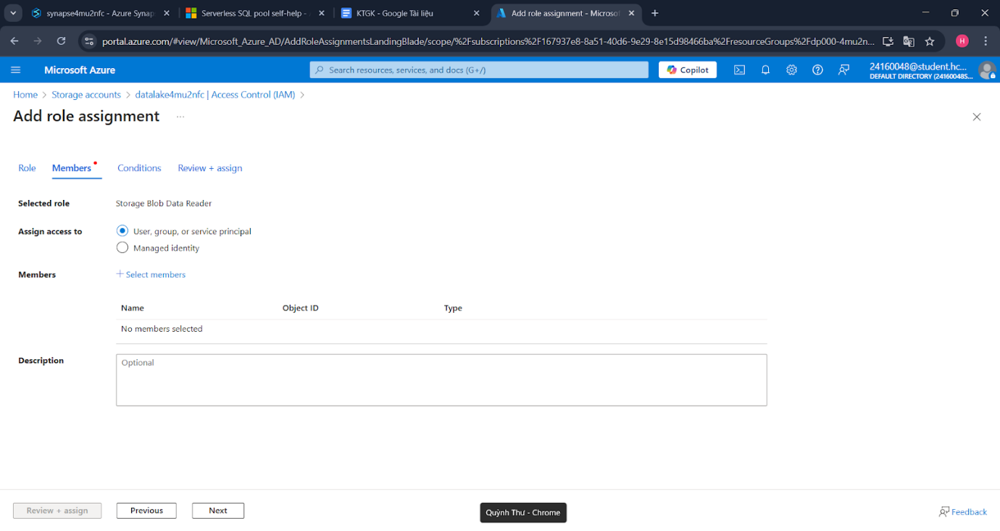 synapse4mu2nfc - Azure Synap
Serverless SQL pool self-help -
KTGK - Google Tài liệu
Add role assignment - Microsof
portal.azure.com/#view/Microsoft_Azure_AD/AddRoleAssignmentsLandingBlade/scope/%2Fsubscriptions%2F167937e8-8a51-40d6-9e29-8e15d98466ba%2FresourceGroups%2Fdp000-4mu2n...
H
Microsoft Azure
Search resources, services, and docs (G+/)
Copilot
24160048@student.hc...
DEFAULT DIRECTORY (24160048S...
Home > Storage accounts > datalake4mu2nfc | Access Control (IAM) >
Add role assignment ...
Role Members Conditions Review + assign
Selected role Storage Blob Data Reader
Assign access to User, group, or service principal
Managed identity
Members + Select members
Name Object ID Type
No members selected
Description Optional
Review + assign Previous Next Quỳnh Thư - Chrome Feedback